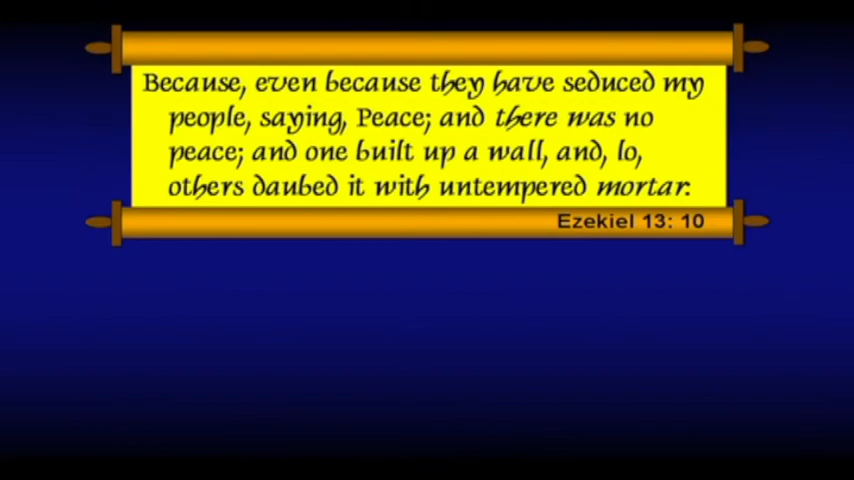 Because, even because they have seduced my
people, saying, Peace; and there was no
peace; and one built up a wall, and, lo,
others daubed it with untempered mortar:
Ezekiel 13: 10